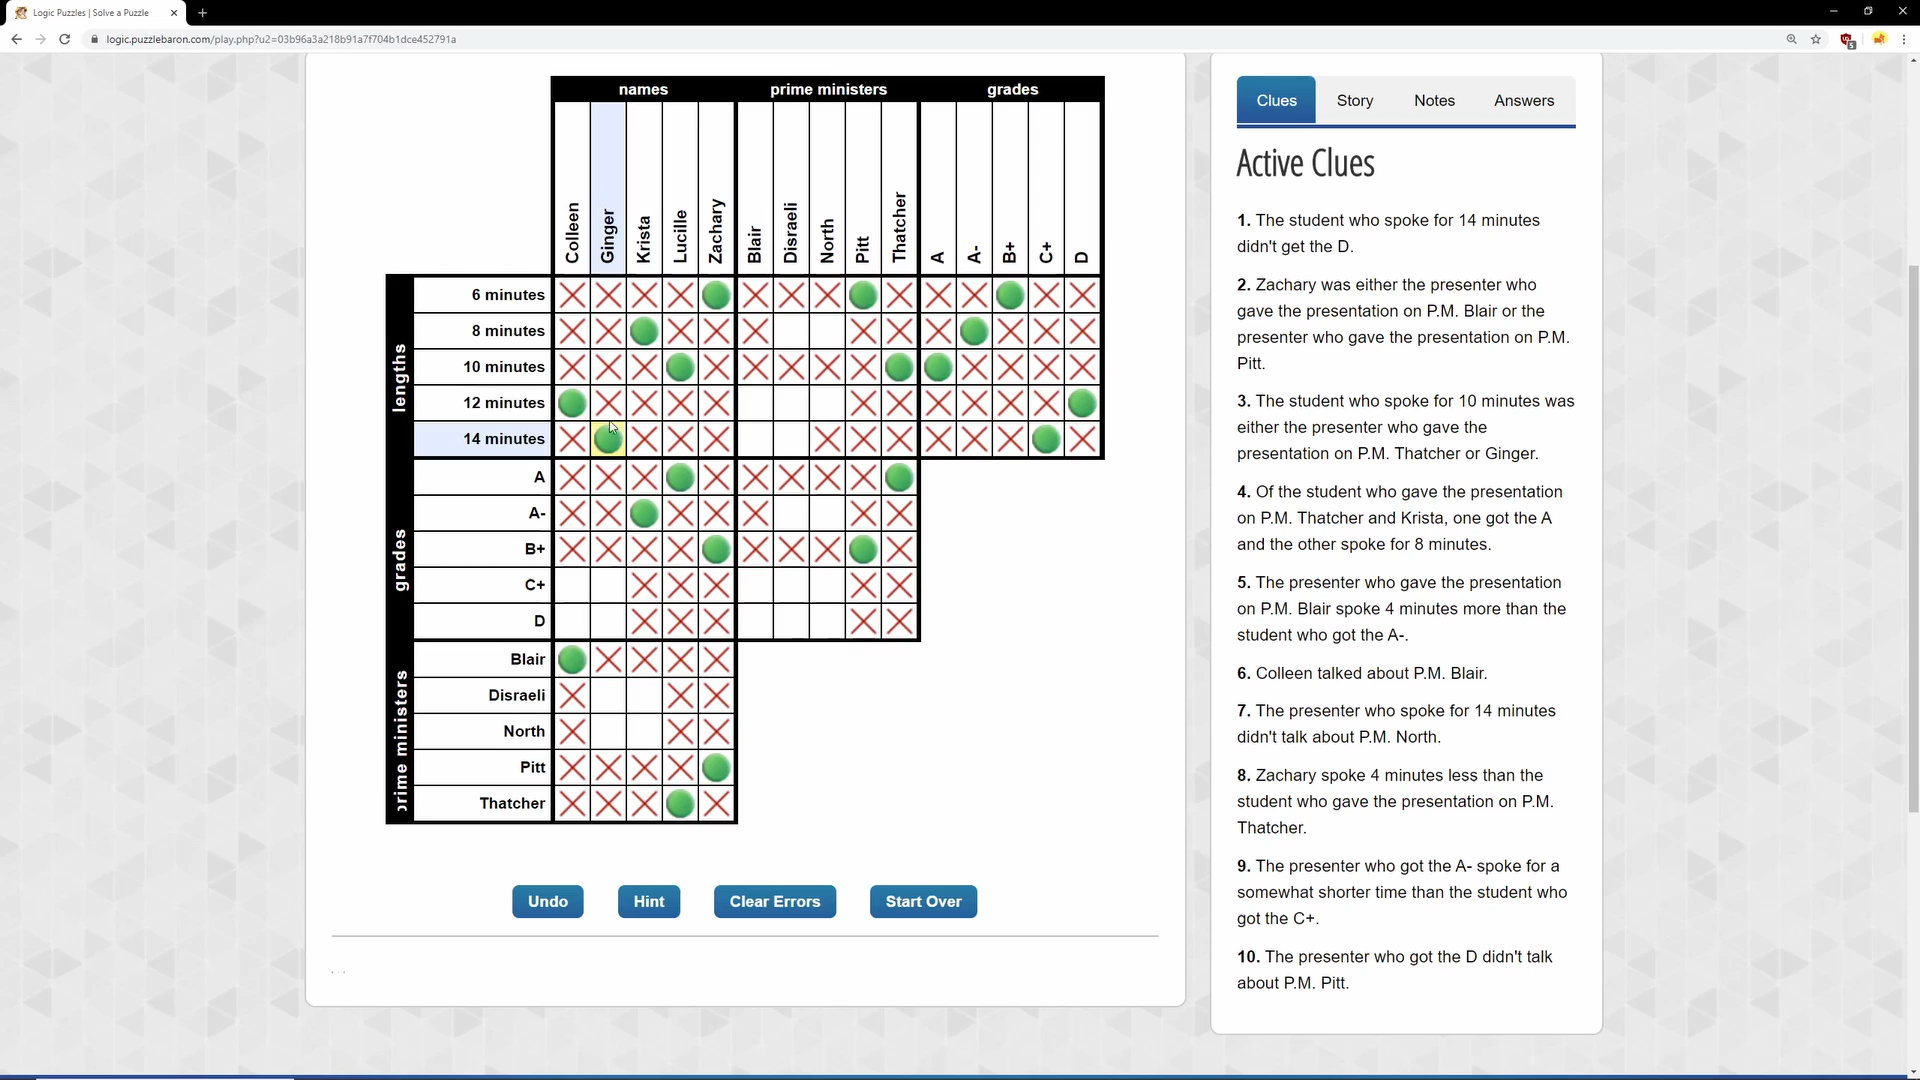 Logic Puzzles | Solve a Puzzle
logic.puzzlebaron.com/play.php?u2=03b96a3a218b91a7f704b1dce452791a
5
names
prime ministers
grades
Colleen
Ginger
Krista
Lucille
Zachary
Blair
Disraeli
North
Pitt
Thatcher
A
A-
B+
C+
D
lengths
6 minutes
8 minutes
10 minutes
12 minutes
14 minutes
grades
A
A-
B+
C+
D
prime ministers
Blair
Disraeli
North
Pitt
Thatcher
Undo
Hint
Clear Errors
Start Over
Clues
Story
Notes
Answers
Active Clues
1. The student who spoke for 14 minutes
didn't get the D.
2. Zachary was either the presenter who
gave the presentation on P.M. Blair or the
presenter who gave the presentation on P.M.
Pitt.
3. The student who spoke for 10 minutes was
either the presenter who gave the
presentation on P.M. Thatcher or Ginger.
4. Of the student who gave the presentation
on P.M. Thatcher and Krista, one got the A
and the other spoke for 8 minutes.
5. The presenter who gave the presentation
on P.M. Blair spoke 4 minutes more than the
student who got the A-.
6. Colleen talked about P.M. Blair.
7. The presenter who spoke for 14 minutes
didn't talk about P.M. North.
8. Zachary spoke 4 minutes less than the
student who gave the presentation on P.M.
Thatcher.
9. The presenter who got the A- spoke for a
somewhat shorter time than the student who
got the C+.
10. The presenter who got the D didn't talk
about P.M. Pitt.